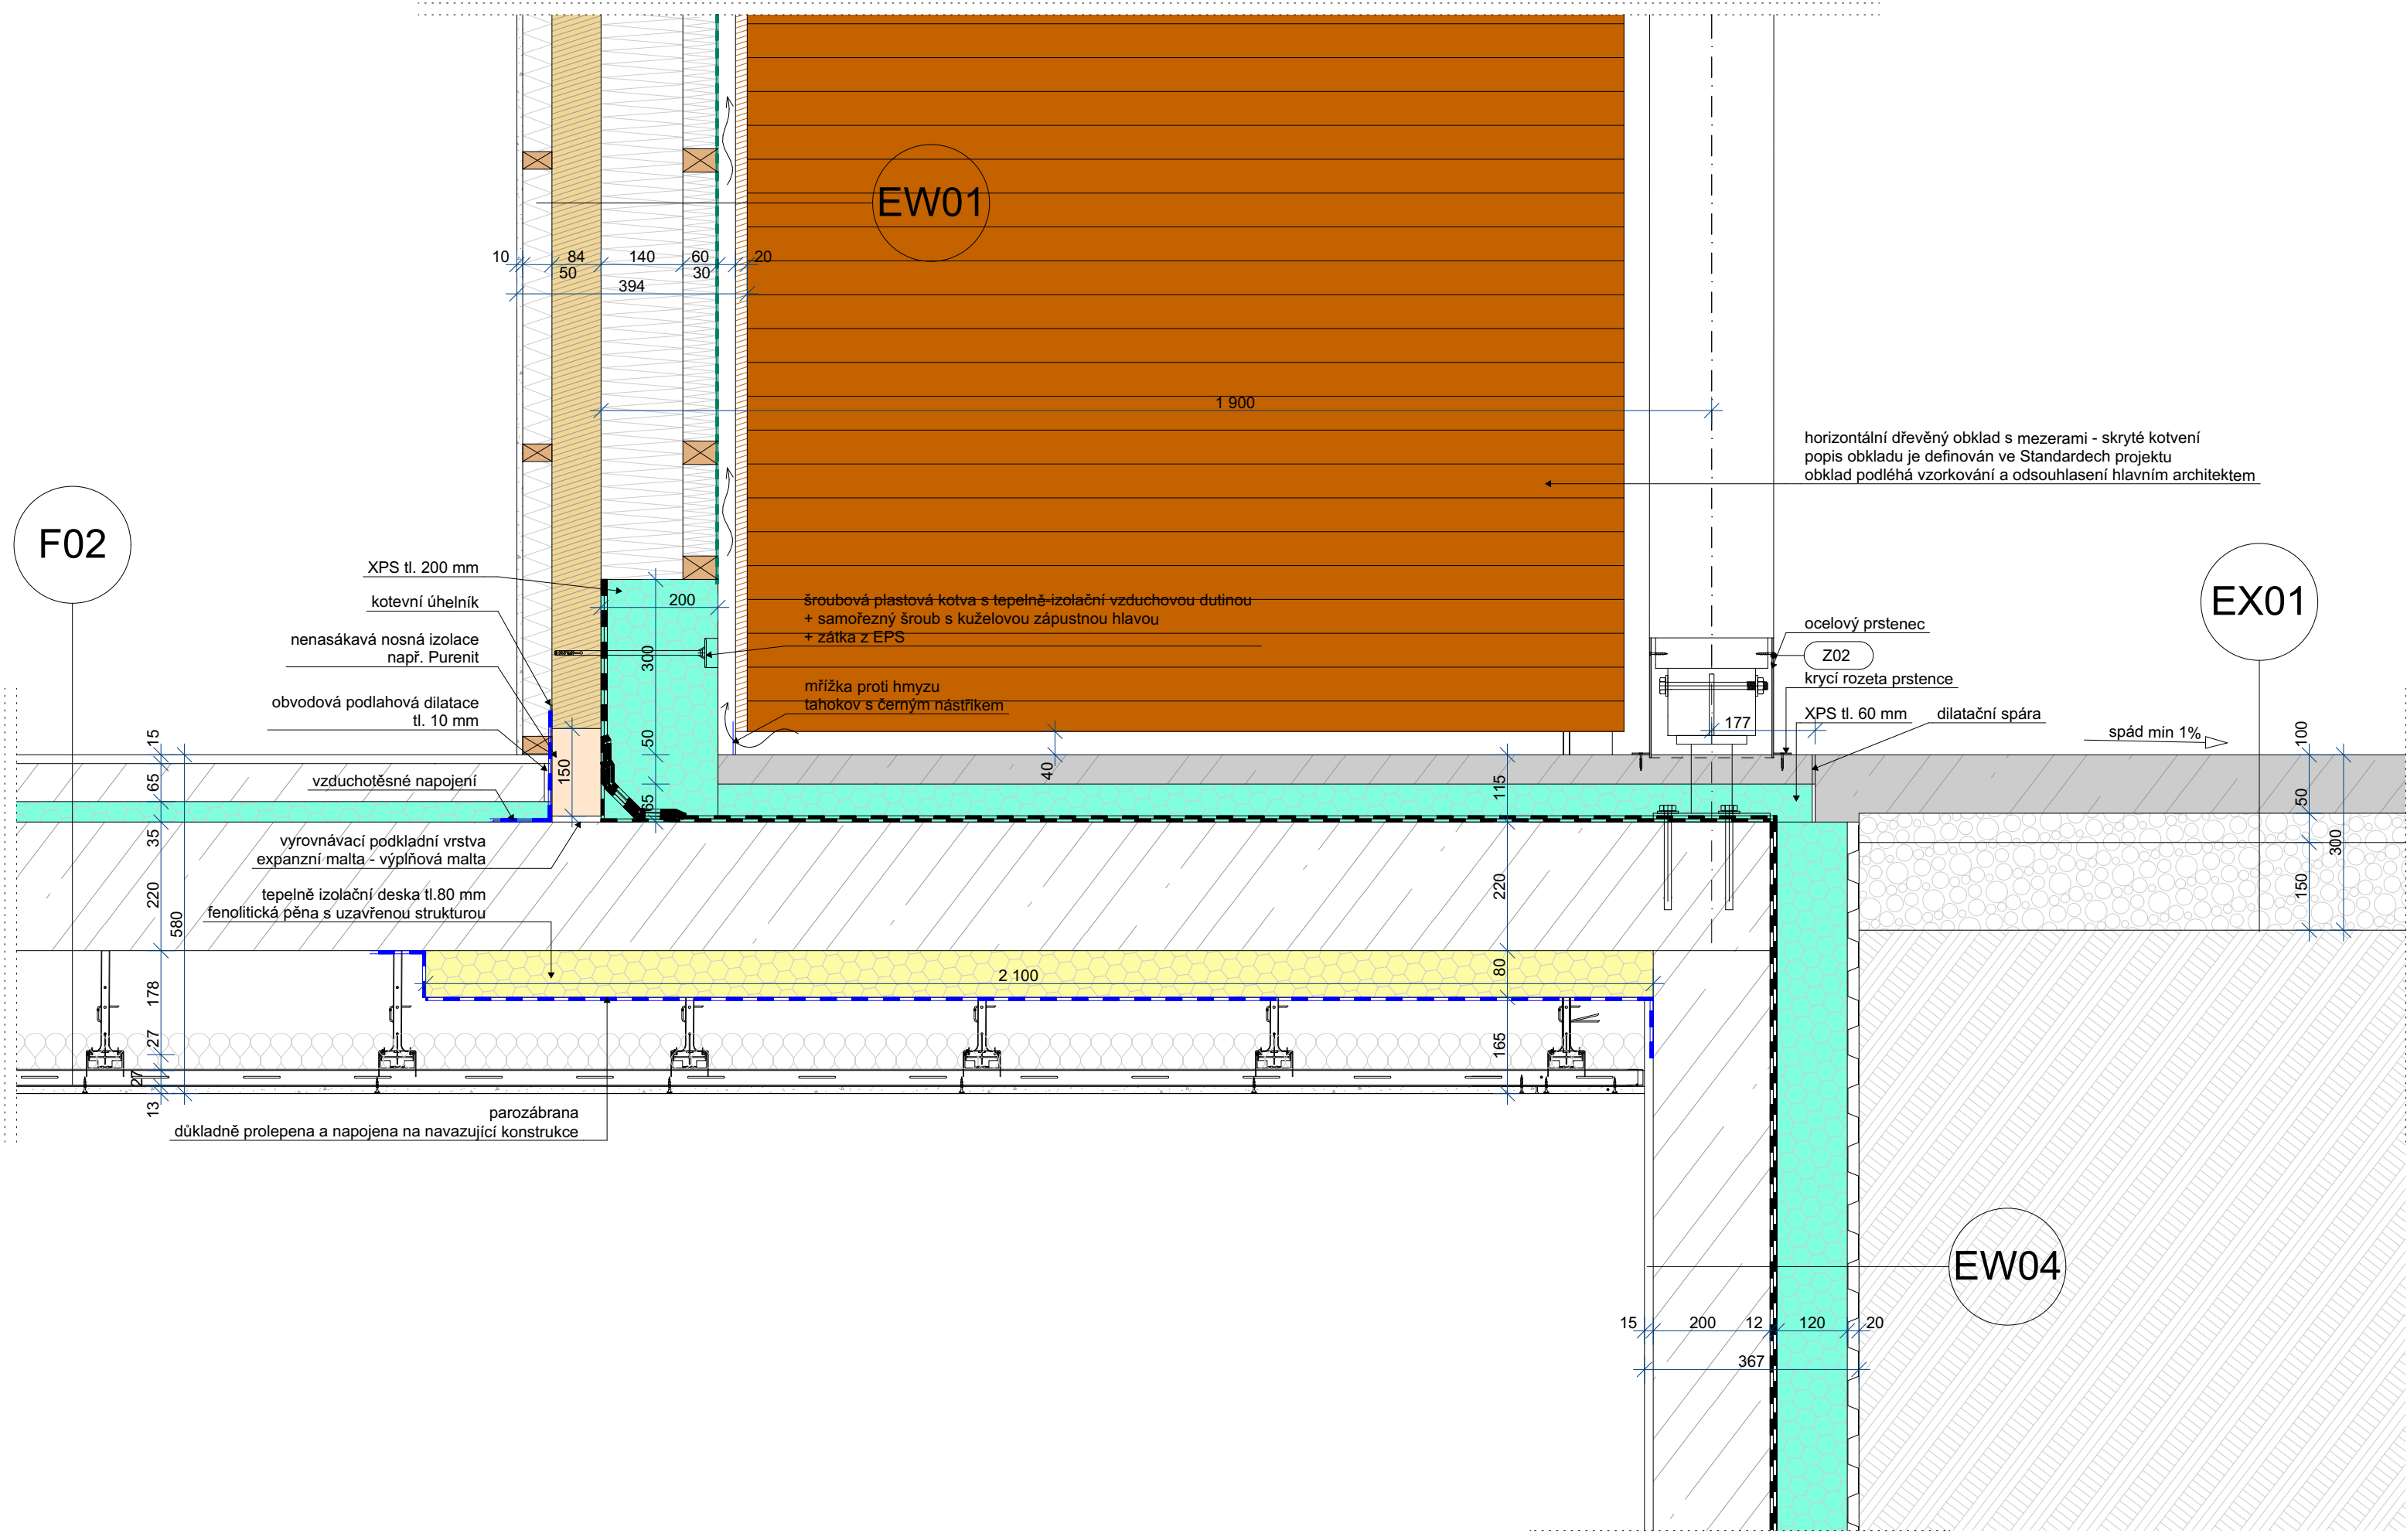 EW01
10
84
140
60
20
50
30
394
1 900
horizontální dřevěný obklad s mezerami - skryté kotvení
popis obkladu je definován ve Standardech projektu
obklad podléhá vzorkování a odsouhlasení hlavním architektem
F02
EX01
XPS tl. 200 mm
kotevní úhelník
nenasákavá nosná izolace
např. Purenit
obvodová podlahová dilatace
tl. 10 mm
vzduchotěsné napojení
vyrovnávací podkladní vrstva
expanzní malta - výplňová malta
tepelně izolační deska tl.80 mm
fenolitická pěna s uzavřenou strukturou
200
300
50
65
150
šroubová plastová kotva s tepelně-izolační vzduchovou dutinou
+ samořezný šroub s kuželovou zápustnou hlavou
+ zátka z EPS
mřížka proti hmyzu
tahokov s černým nástřikem
ocelový prstenec
Z02
krycí rozeta prstence
XPS tl. 60 mm
dilatační spára
177
spád min 1%
15
65
35
220
580
178
27
27
13
40
115
220
80
165
100
50
150
300
2 100
parozábrana
důkladně prolepena a napojena na navazující konstrukce
EW04
15
200
12
120
20
367